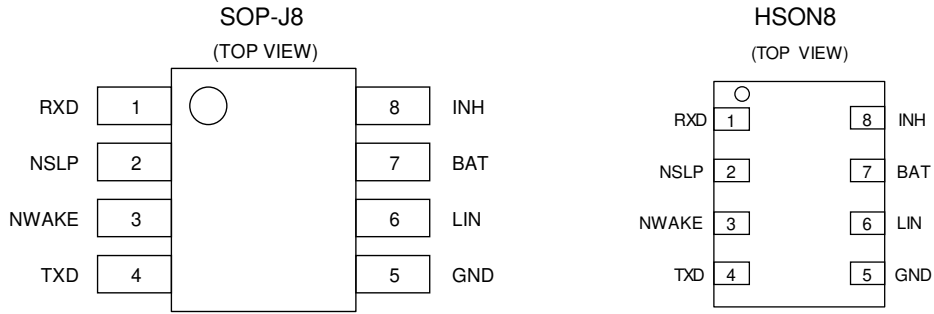 SOP-J8
(TOP VIEW)
RXD 1 8 INH
NSLP 2 7 BAT
NWAKE 3 6 LIN
TXD 4 5 GND
HSON8
(TOP VIEW)
RXD 1 8 INH
NSLP 2 7 BAT
NWAKE 3 6 LIN
TXD 4 5 GND